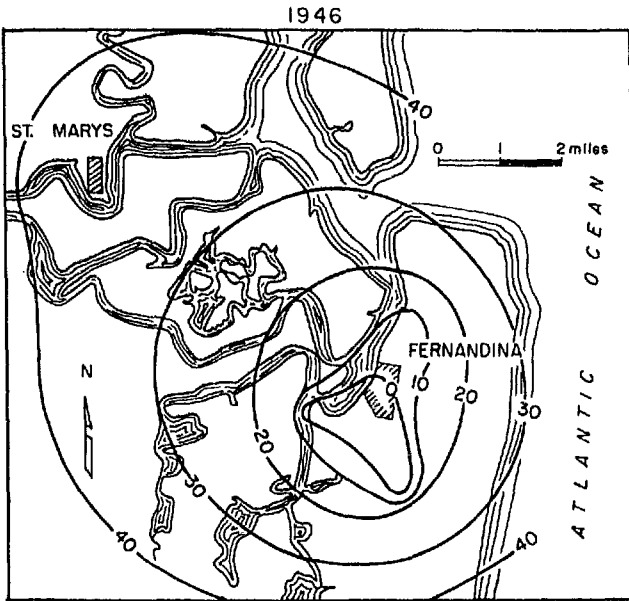 1946
40
ST. MARYS
0 1 2 miles
ATLANTIC OCEAN
FERNANDINA
N
0 10 20 30
20
30
40
40